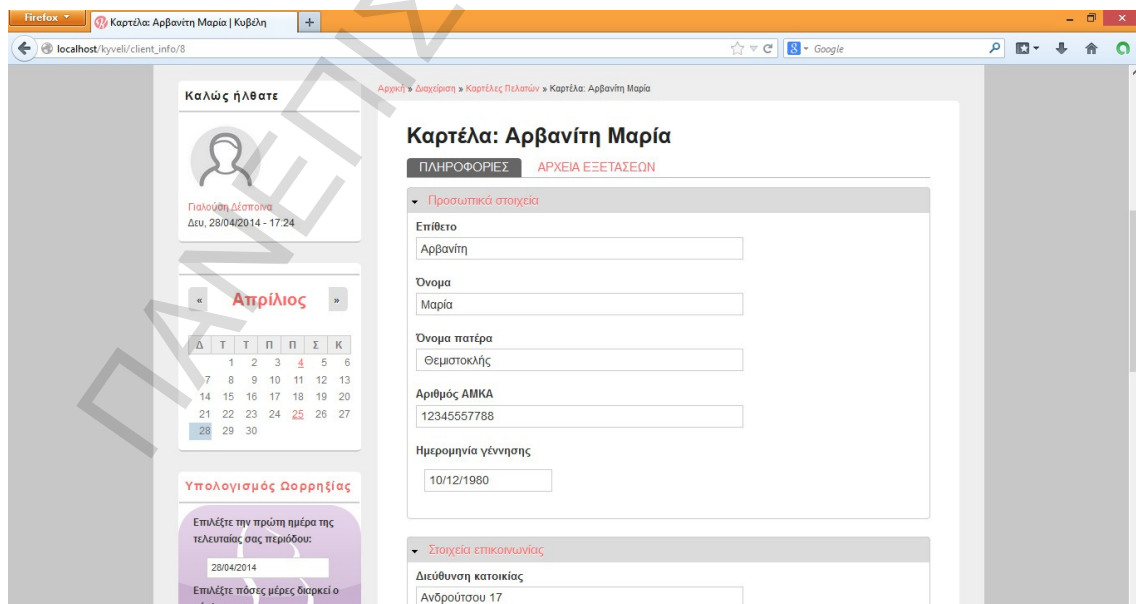 Firefox
Καρτέλα: Αρβανίτη Μαρία | Κυβέλη
+
localhost/kyveli/client_info/8
Google
Καλώς ήλθατε
Γιαλούση Δέσποινα
Δευ, 28/04/2014 - 17:24
« Απρίλιος »
Δ Τ Τ Π Π Σ Κ
1 2 3 4 5 6
7 8 9 10 11 12 13
14 15 16 17 18 19 20
21 22 23 24 25 26 27
28 29 30
Υπολογισμός Ωορρηξίας
Επιλέξτε την πρώτη ημέρα της
τελευταίας σας περιόδου:
28/04/2014
Επιλέξτε πόσες μέρες διαρκεί ο
Αρχική » Διαχείριση » Καρτέλες Πελατών » Καρτέλα: Αρβανίτη Μαρία
Καρτέλα: Αρβανίτη Μαρία
ΠΛΗΡΟΦΟΡΙΕΣ ΑΡΧΕΙΑ ΕΞΕΤΑΣΕΩΝ
Προσωπικά στοιχεία
Επίθετο
Αρβανίτη
Όνομα
Μαρία
Όνομα πατέρα
Θεμιστοκλής
Αριθμός ΑΜΚΑ
12345557788
Ημερομηνία γέννησης
10/12/1980
Στοιχεία επικοινωνίας
Διεύθυνση κατοικίας
Ανδρούτσου 17
ΠΑΝΕΠΙΣ